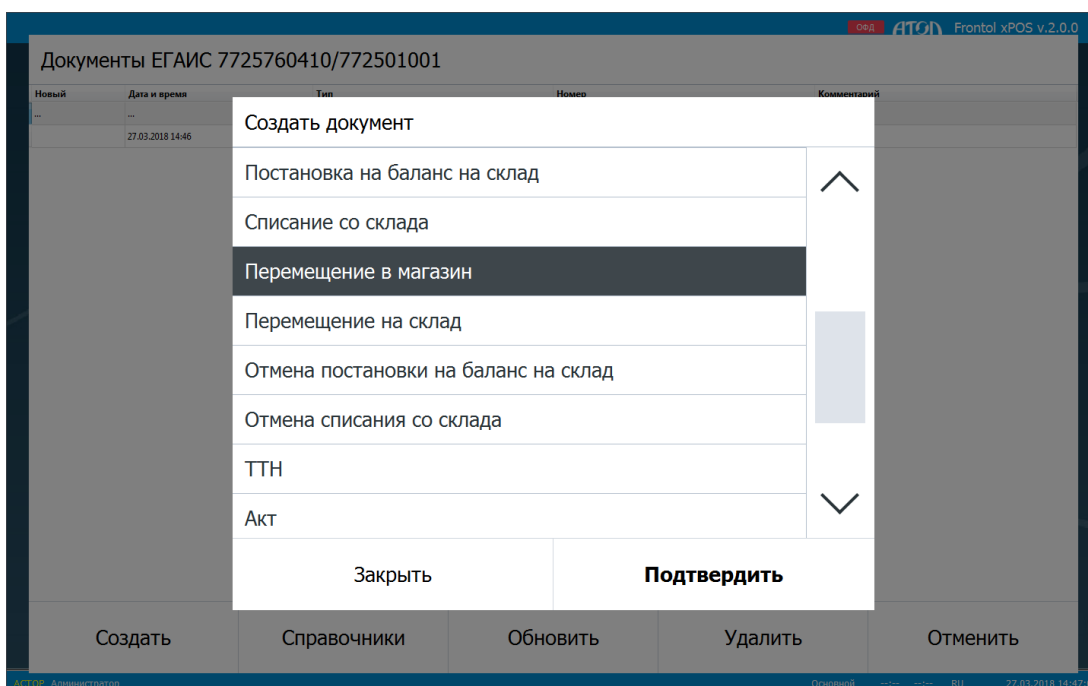 ОФД АТОЛ Frontol xPOS v.2.0.0
Документы ЕГАИС 7725760410/772501001
Новый Дата и время Тип Номер Комментарий
... ...
27.03.2018 14:46
Создать документ
Постановка на баланс на склад
Списание со склада
Перемещение в магазин
Перемещение на склад
Отмена постановки на баланс на склад
Отмена списания со склада
ТТН
Акт
Закрыть Подтвердить
Создать Справочники Обновить Удалить Отменить
АСТОР Администратор Основной --:-- --:-- RU 27.03.2018 14:47: